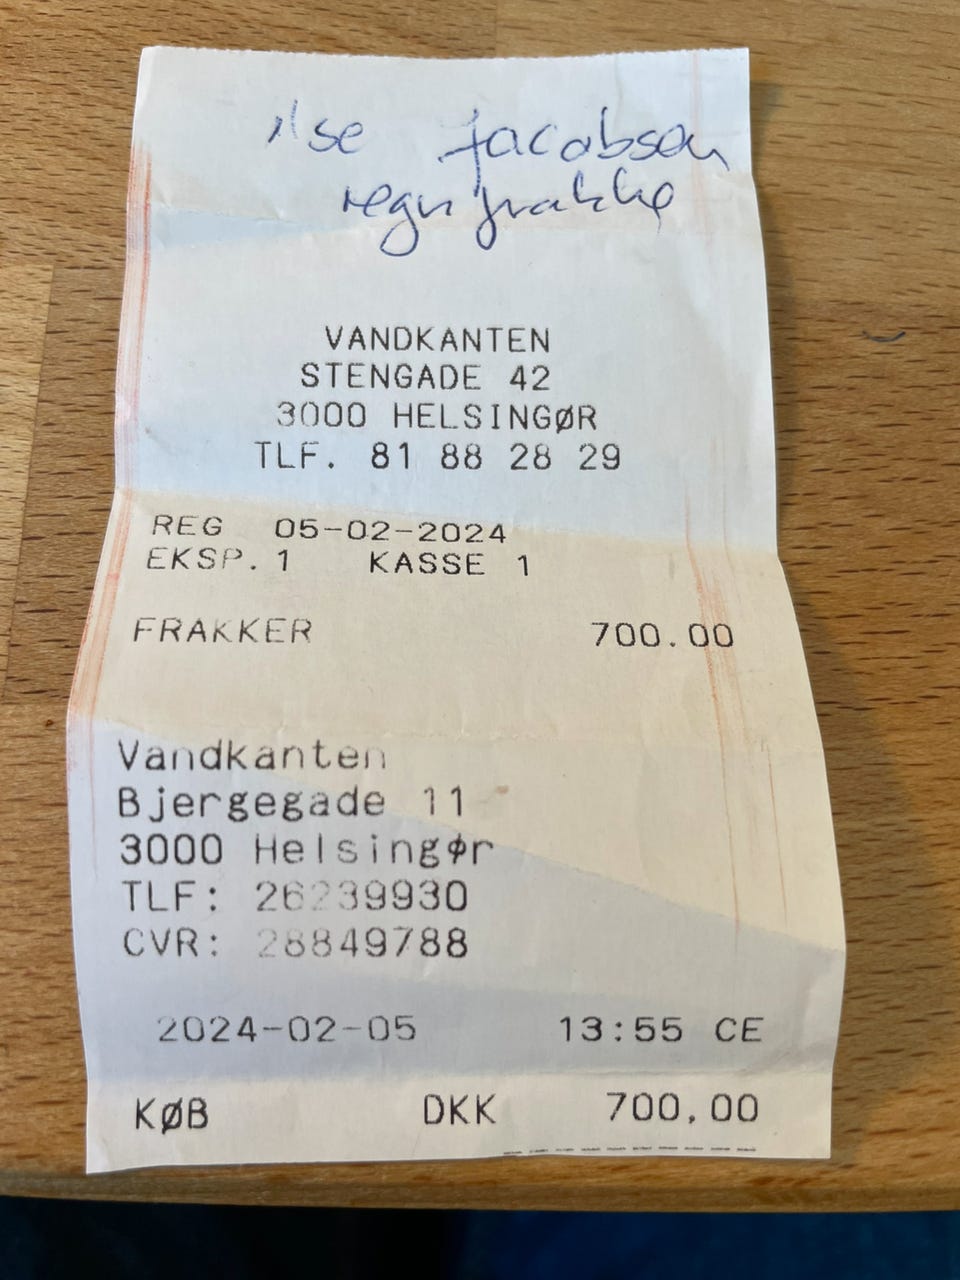 ilse jacobsen
regnfrakke
VANDKANTEN
STENGADE 42
3000 HELSINGØR
TLF. 81 88 28 29
REG 05-02-2024
EKSP. 1 KASSE 1
FRAKKER 700.00
Vandkanten
Bjergegade 11
3000 Helsingør
TLF: 26239930
CVR: 28849788
2024-02-05 13:55 CE
KØB DKK 700,00